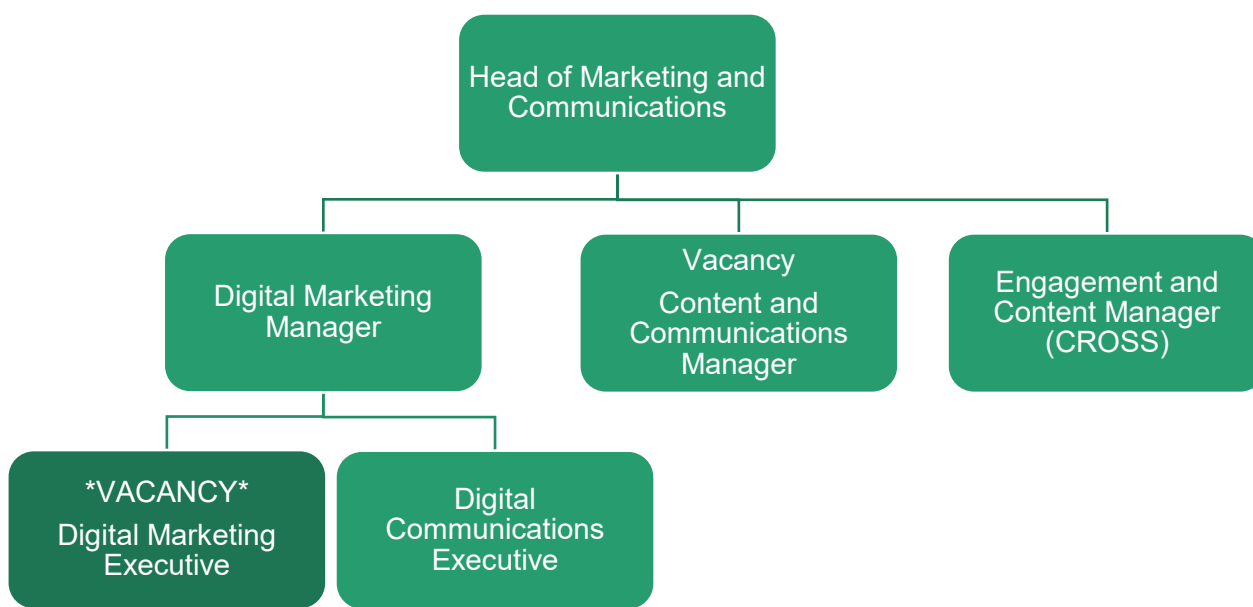 Head of Marketing and
Communications
Digital Marketing
Manager
Vacancy
Content and
Communications
Manager
Engagement and
Content Manager
(CROSS)
*VACANCY*
Digital Marketing
Executive
Digital
Communications
Executive